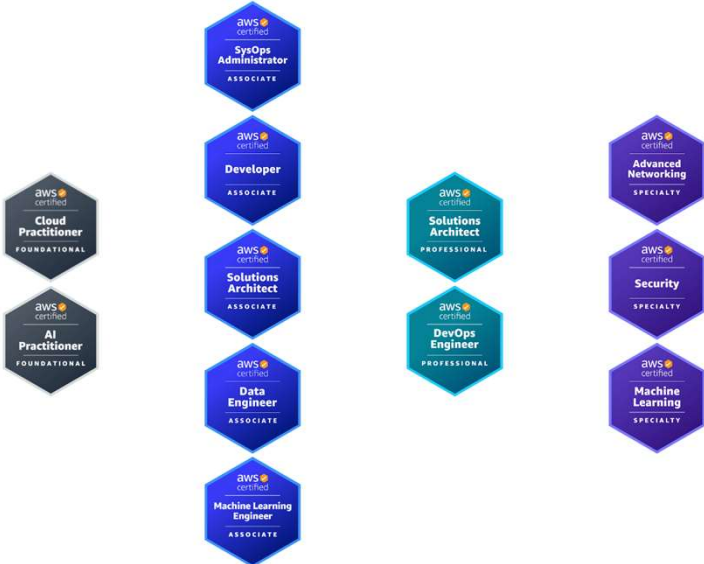 aws
certified
Cloud
Practitioner
FOUNDATIONAL
aws
certified
AI
Practitioner
FOUNDATIONAL
aws
certified
SysOps
Administrator
ASSOCIATE
aws
certified
Developer
ASSOCIATE
aws
certified
Solutions
Architect
ASSOCIATE
aws
certified
Data
Engineer
ASSOCIATE
aws
certified
Machine Learning
Engineer
ASSOCIATE
aws
certified
Solutions
Architect
PROFESSIONAL
aws
certified
DevOps
Engineer
PROFESSIONAL
aws
certified
Advanced
Networking
SPECIALTY
aws
certified
Security
SPECIALTY
aws
certified
Machine
Learning
SPECIALTY